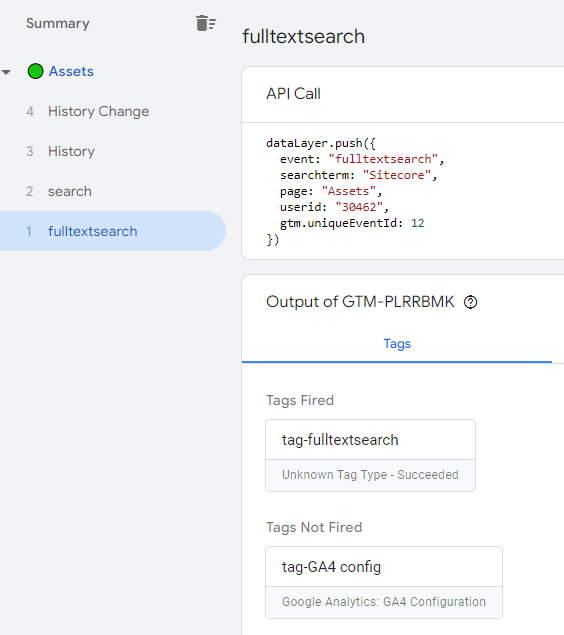 Summary
Assets
4 History Change
3 History
2 search
1 fulltextsearch
fulltextsearch
API Call
dataLayer.push({
  event: "fulltextsearch",
  searchterm: "Sitecore",
  page: "Assets",
  userid: "30462",
  gtm.uniqueEventId: 12
})
Output of GTM-PLRRBMK
Tags
Tags Fired
tag-fulltextsearch
Unknown Tag Type - Succeeded
Tags Not Fired
tag-GA4 config
Google Analytics: GA4 Configuration